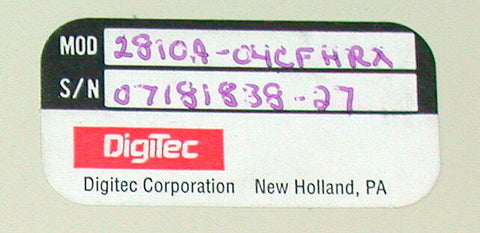 MOD 2810A-04CFHRX
S/N 07181838-27
DigiTec
Digitec Corporation New Holland, PA